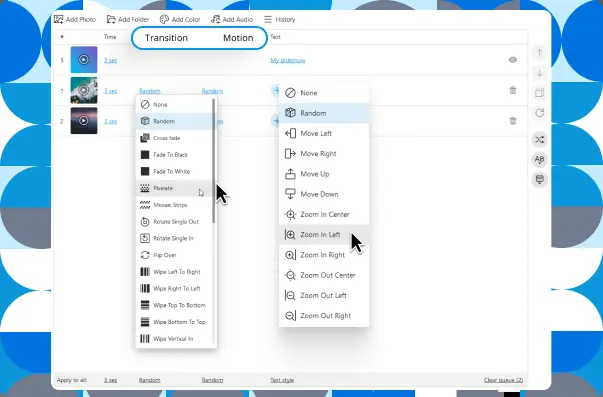 Add Photo Add Folder Add Color Add Audio History
# Time Transition Motion Text
S 3 sec My slideshow
1 3 sec Random Random
2 3 sec
None
Random
Cross fade
Fade To Black
Fade To White
Pixelate
Mosaic Strips
Rotate Single Out
Rotate Single In
Flip Over
Wipe Left To Right
Wipe Right To Left
Wipe Top To Bottom
Wipe Bottom To Top
Wipe Vertical In
None
Random
Move Left
Move Right
Move Up
Move Down
Zoom In Center
Zoom In Left
Zoom In Right
Zoom Out Center
Zoom Out Left
Zoom Out Right
AB
Apply to all: 3 sec Random Random Text style Clear queue (2)